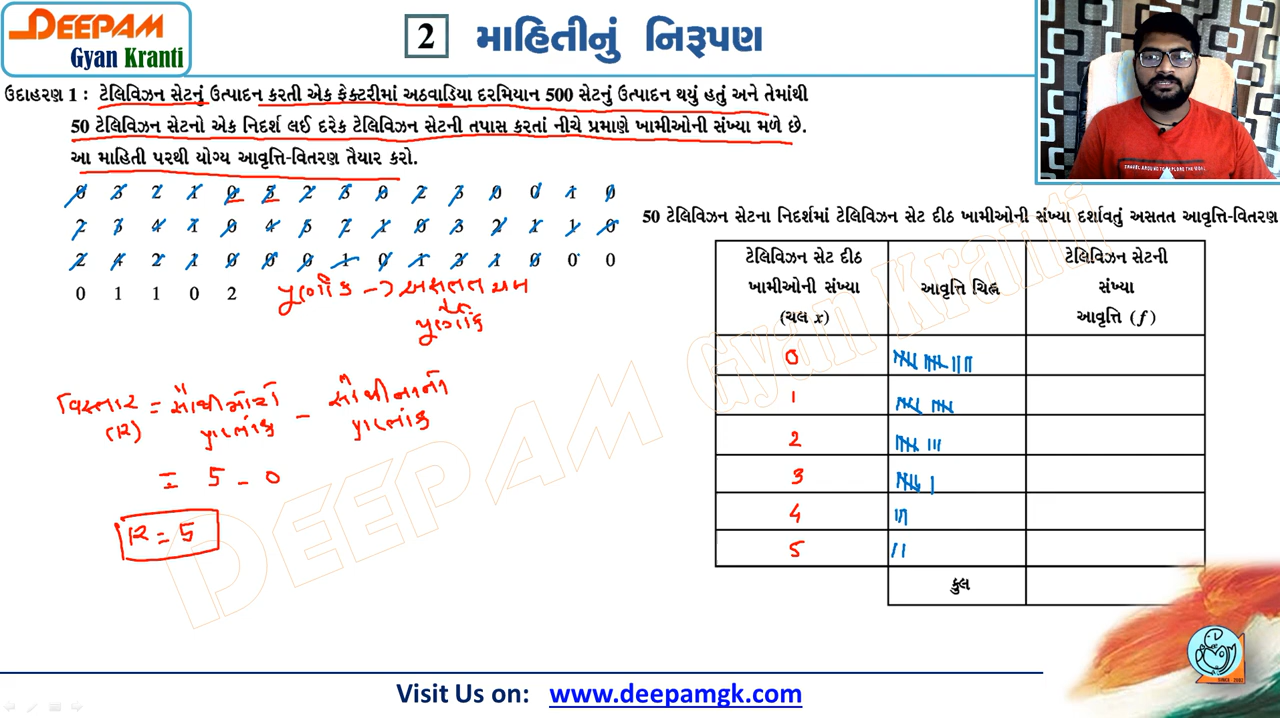 DEEPAM
Gyan Kranti
2 માહિતીનું નિરૂપણ
ઉદાહરણ 1 : ટેલિવિઝન સેટનું ઉત્પાદન કરતી એક ફેક્ટરીમાં અઠવાડિયા દરમિયાન 500 સેટનું ઉત્પાદન થયું હતું અને તેમાંથી
50 ટેલિવિઝન સેટનો એક નિદર્શ લઈ દરેક ટેલિવિઝન સેટની તપાસ કરતાં નીચે પ્રમાણે ખામીઓની સંખ્યા મળે છે.
આ માહિતી પરથી યોગ્ય આવૃત્તિ-વિતરણ તૈયાર કરો.
0 3 2 1 0 5 2 3 0 2 3 0 0 1 0
2 3 4 1 0 4 5 2 1 0 3 2 1 1 0
2 4 2 1 0 0 0 1 0 1 3 1 0 0 0
0 1 1 0 2
પૂર્ણાંક → અસતત ચલ
પૂર્ણાંક
વિસ્તાર = સૌથી મોટો - સૌથી નાનો
(R) પ્રાપ્તાંક પ્રાપ્તાંક
= 5 - 0
R = 5
50 ટેલિવિઝન સેટના નિદર્શમાં ટેલિવિઝન સેટ દીઠ ખામીઓની સંખ્યા દર્શાવતું અસતત આવૃત્તિ-વિતરણ
ટેલિવિઝન સેટ દીઠ ખામીઓની સંખ્યા (ચલ x)
આવૃત્તિ ચિહ્ન
ટેલિવિઝન સેટની સંખ્યા આવૃત્તિ (f)
0
1
2
3
4
5
કુલ
DEEPAM Gyan Kranti
Visit Us on: www.deepamgk.com